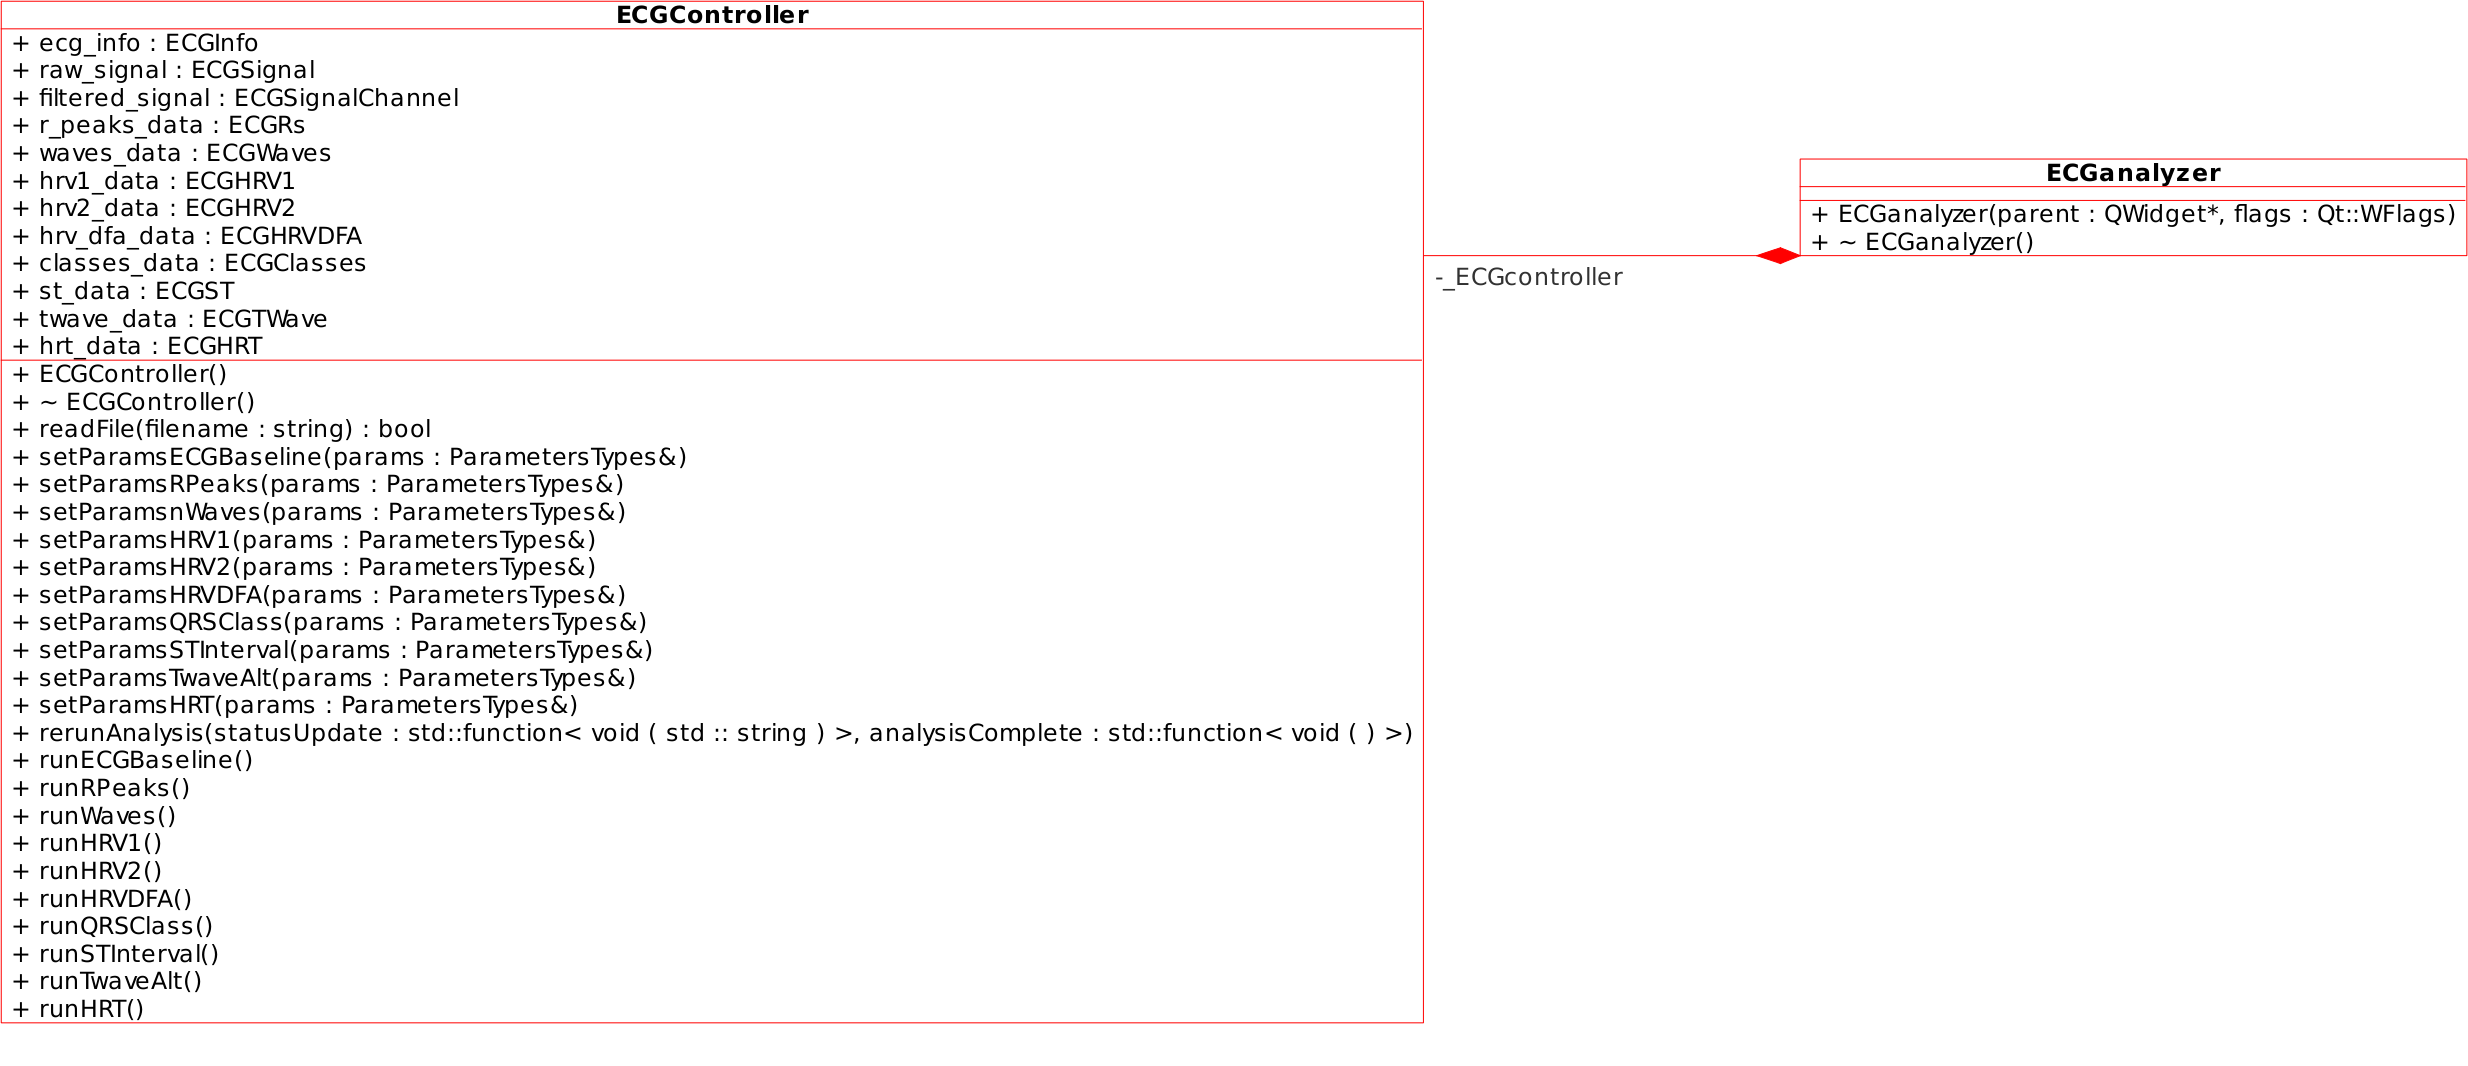 ECGController
+ ecg_info : ECGInfo
+ raw_signal : ECGSignal
+ filtered_signal : ECGSignalChannel
+ r_peaks_data : ECGRs
+ waves_data : ECGWaves
+ hrv1_data : ECGHRV1
+ hrv2_data : ECGHRV2
+ hrv_dfa_data : ECGHRVDFA
+ classes_data : ECGClasses
+ st_data : ECGST
+ twave_data : ECGTWave
+ hrt_data : ECGHRT
+ ECGController()
+ ~ ECGController()
+ readFile(filename : string) : bool
+ setParamsECGBaseline(params : ParametersTypes&)
+ setParamsRPeaks(params : ParametersTypes&)
+ setParamsnWaves(params : ParametersTypes&)
+ setParamsHRV1(params : ParametersTypes&)
+ setParamsHRV2(params : ParametersTypes&)
+ setParamsHRVDFA(params : ParametersTypes&)
+ setParamsQRSClass(params : ParametersTypes&)
+ setParamsSTInterval(params : ParametersTypes&)
+ setParamsTwaveAlt(params : ParametersTypes&)
+ setParamsHRT(params : ParametersTypes&)
+ rerunAnalysis(statusUpdate : std::function< void ( std :: string ) >, analysisComplete : std::function< void ( ) >)
+ runECGBaseline()
+ runRPeaks()
+ runWaves()
+ runHRV1()
+ runHRV2()
+ runHRVDFA()
+ runQRSClass()
+ runSTInterval()
+ runTwaveAlt()
+ runHRT()
-_ECGcontroller
ECGanalyzer
+ ECGanalyzer(parent : QWidget*, flags : Qt::WFlags)
+ ~ ECGanalyzer()